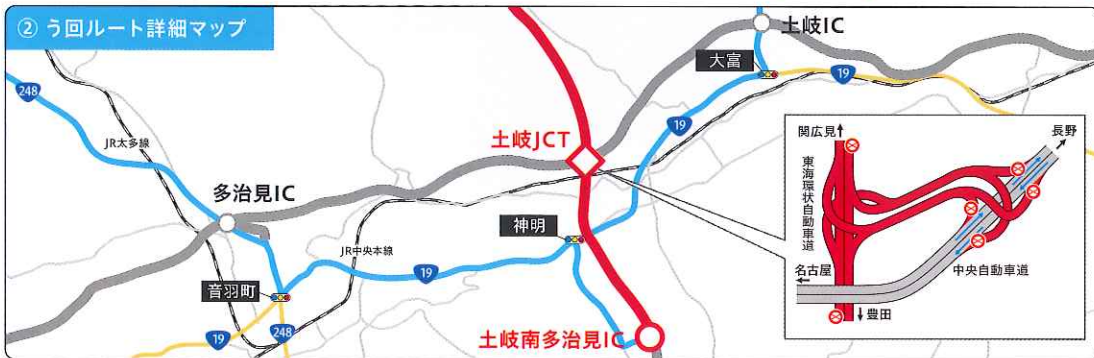 ② う回ルート詳細マップ
土岐IC
大富
19
248
19
JR太多線
土岐JCT
多治見IC
神明
JR中央本線
19
音羽町
19
248
土岐南多治見IC
関広見
長野
東海環状自動車道
名古屋
中央自動車道
豊田